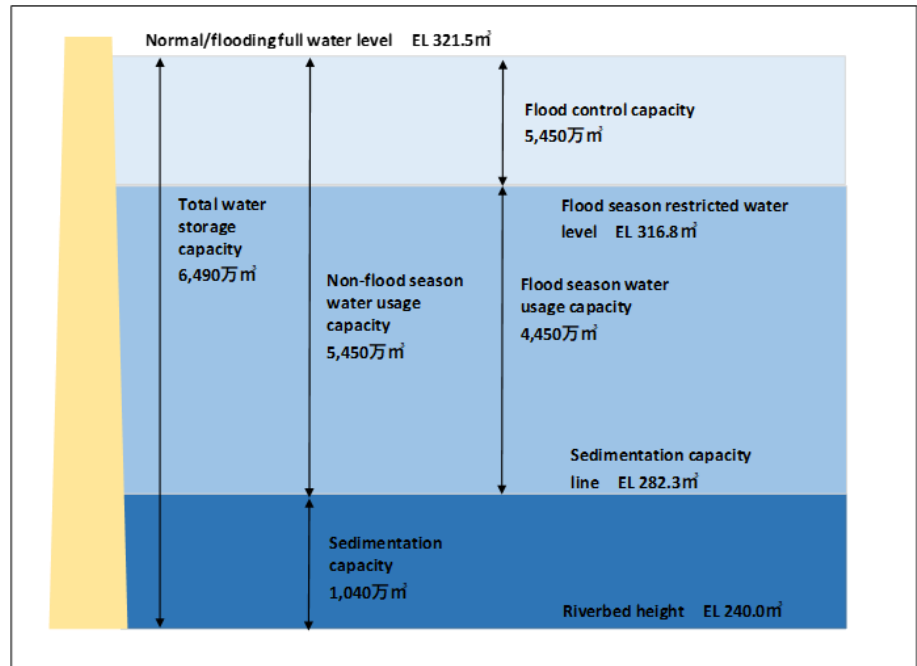 Normal/floodingfull water level EL 321.5㎡
Flood control capacity
5,450万㎥
Total water
storage
capacity
6,490万㎥
Flood season restricted water
level EL 316.8㎡
Non-flood season
water usage
capacity
5,450万㎥
Flood season water
usage capacity
4,450万㎥
Sedimentation capacity
line EL 282.3㎡
Sedimentation
capacity
1,040万㎥
Riverbed height EL 240.0㎡